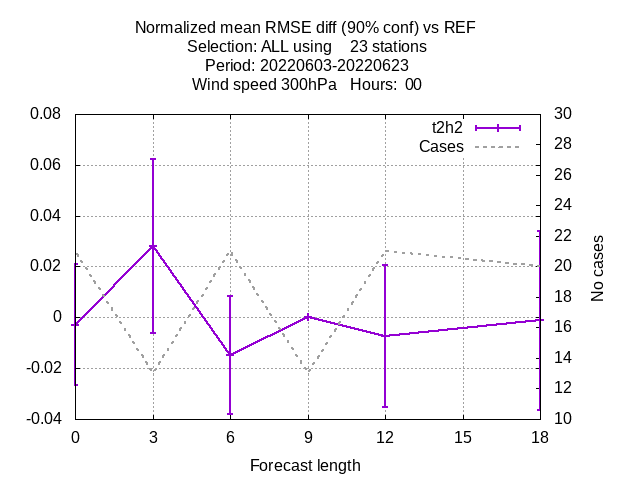 Normalized mean RMSE diff (90% conf) vs REF
Selection: ALL using    23 stations
Period: 20220603-20220623
Wind speed 300hPa   Hours:  00
t2h2
Cases
0.08
0.06
0.04
0.02
0
-0.02
-0.04
30
28
26
24
22
20
18
16
14
12
10
No cases
0 3 6 9 12 15 18
Forecast length